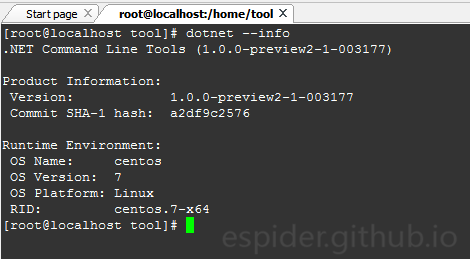 Start page
root@localhost:/home/tool
[root@localhost tool]# dotnet --info
.NET Command Line Tools (1.0.0-preview2-1-003177)
Product Information:
Version: 1.0.0-preview2-1-003177
Commit SHA-1 hash: a2df9c2576
Runtime Environment:
OS Name: centos
OS Version: 7
OS Platform: Linux
RID: centos.7-x64
[root@localhost tool]#
espider.github.io